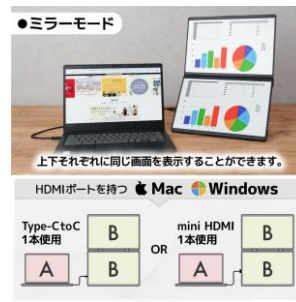 ●ミラーモード
上下それぞれに同じ画面を表示することができます。
HDMIポートを持つ Mac Windows
Type-CtoC
1本使用
B
A
B
OR
mini HDMI
1本使用
B
A
B